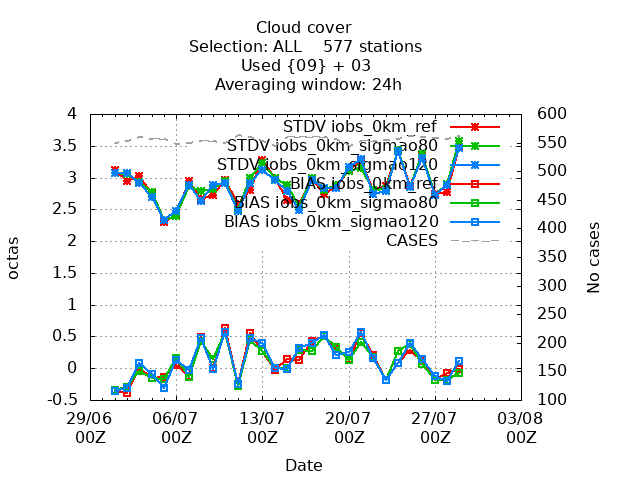 Cloud cover
Selection: ALL    577 stations
Used {09} + 03
Averaging window: 24h
4
3.5
3
2.5
2
1.5
1
0.5
0
-0.5
octas
600
550
500
450
400
350
300
250
200
150
100
No cases
STDV iobs_0km_ref
STDV iobs_0km_sigmao80
STDV iobs_0km_sigmao120
BIAS iobs_0km_ref
BIAS iobs_0km_sigmao80
BIAS iobs_0km_sigmao120
CASES
29/06 06/07 13/07 20/07 27/07 03/08
00Z 00Z 00Z 00Z 00Z 00Z
Date